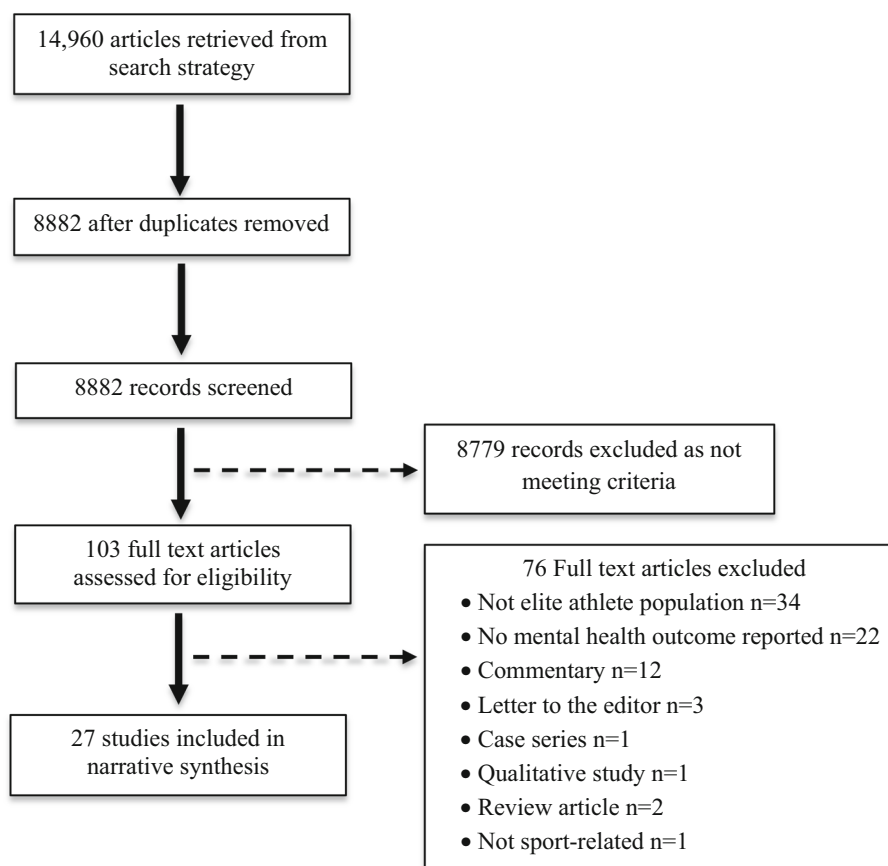 14,960 articles retrieved from
search strategy
8882 after duplicates removed
8882 records screened
8779 records excluded as not
meeting criteria
103 full text articles
assessed for eligibility
76 Full text articles excluded
• Not elite athlete population n=34
• No mental health outcome reported n=22
• Commentary n=12
• Letter to the editor n=3
• Case series n=1
• Qualitative study n=1
• Review article n=2
• Not sport-related n=1
27 studies included in
narrative synthesis